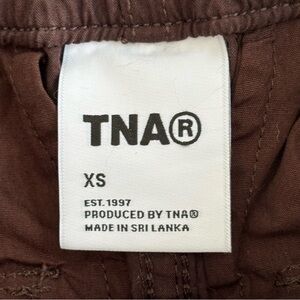 TNA®
XS
EST. 1997
PRODUCED BY TNA®
MADE IN SRI LANKA